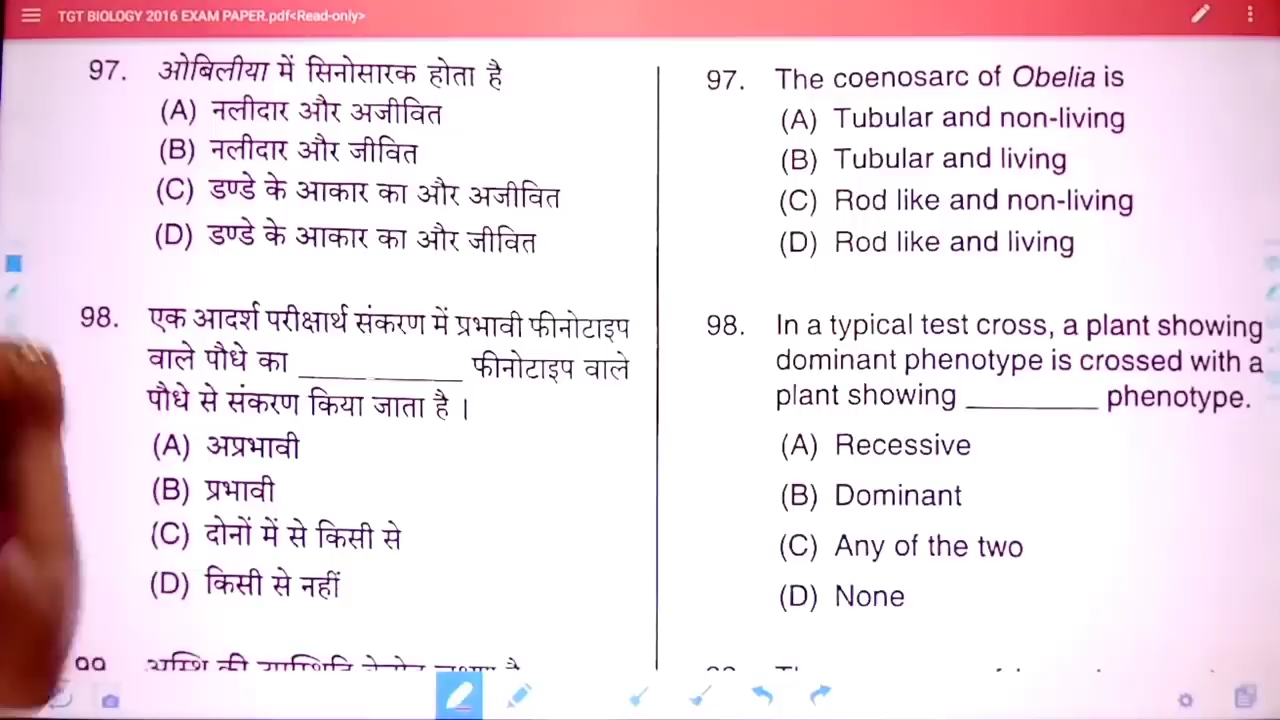 TGT BIOLOGY 2016 EXAM PAPER.pdf<Read-only>
97. ओबिलीया में सिनोसारक होता है
(A) नलीदार और अजीवित
(B) नलीदार और जीवित
(C) डण्डे के आकार का और अजीवित
(D) डण्डे के आकार का और जीवित
98. एक आदर्श परीक्षार्थ संकरण में प्रभावी फीनोटाइप
वाले पौधे का __________ फीनोटाइप वाले
पौधे से संकरण किया जाता है ।
(A) अप्रभावी
(B) प्रभावी
(C) दोनों में से किसी से
(D) किसी से नहीं
97. The coenosarc of Obelia is
(A) Tubular and non-living
(B) Tubular and living
(C) Rod like and non-living
(D) Rod like and living
98. In a typical test cross, a plant showing
dominant phenotype is crossed with a
plant showing ________ phenotype.
(A) Recessive
(B) Dominant
(C) Any of the two
(D) None